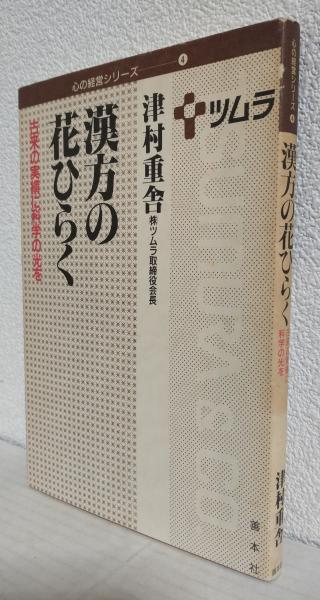 心の経営シリーズ 4
ツムラ
津村重舎
㈱ツムラ取締役会長
漢方の
花ひらく
古来の実績に科学の光を
TSUMURA & CO.
善本社
心の経営シリーズ 4
漢方の花ひらく
科学の光を
津村重舎